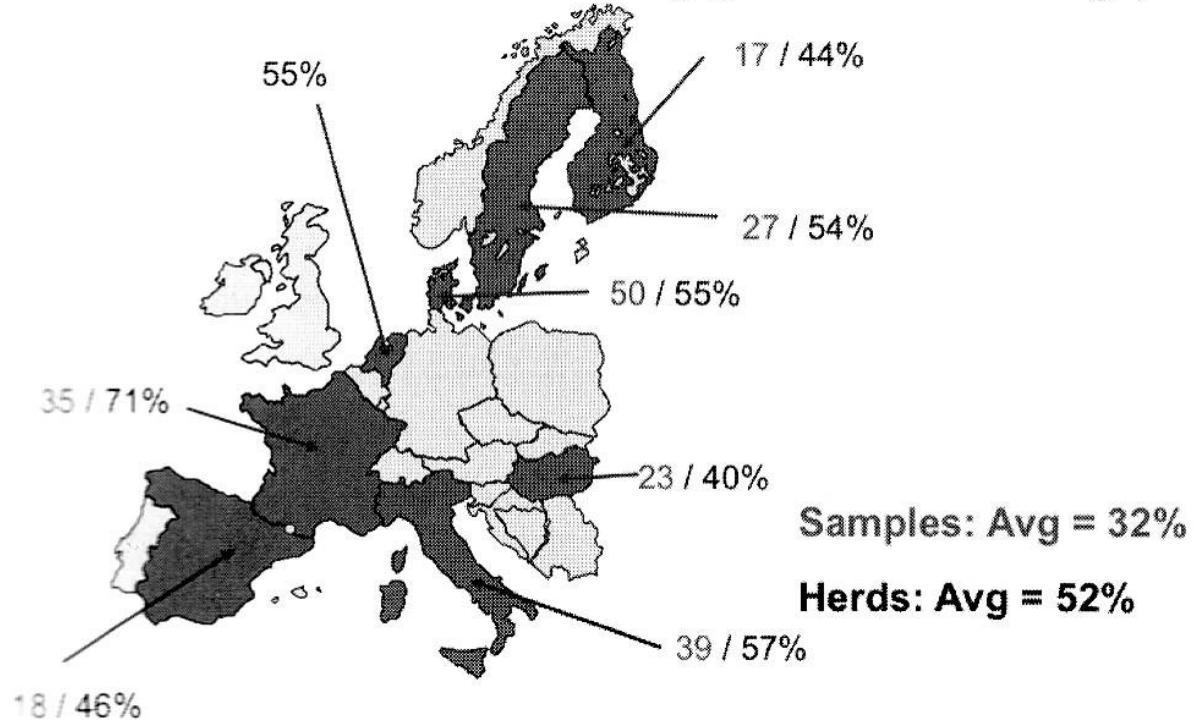 17 / 44%
55%
27 / 54%
50 / 55%
35 / 71%
23 / 40%
Samples: Avg = 32%
Herds: Avg = 52%
39 / 57%
18 / 46%